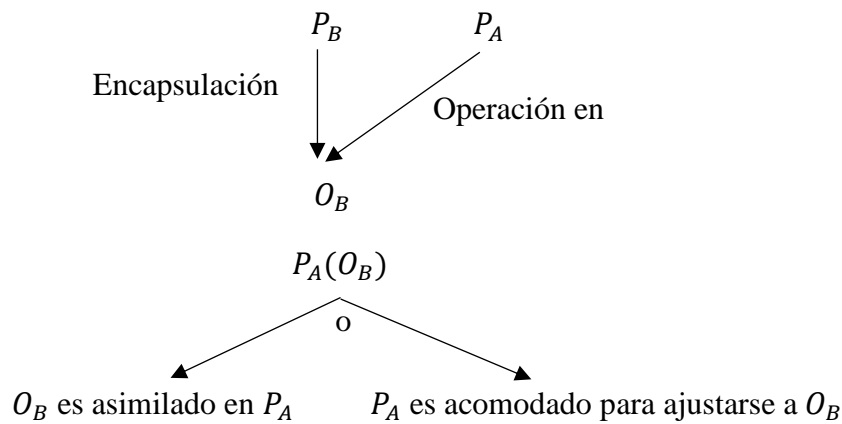 P_B P_A
Encapsulación
Operación en
O_B
P_A(O_B)
o
O_B es asimilado en P_A
P_A es acomodado para ajustarse a O_B